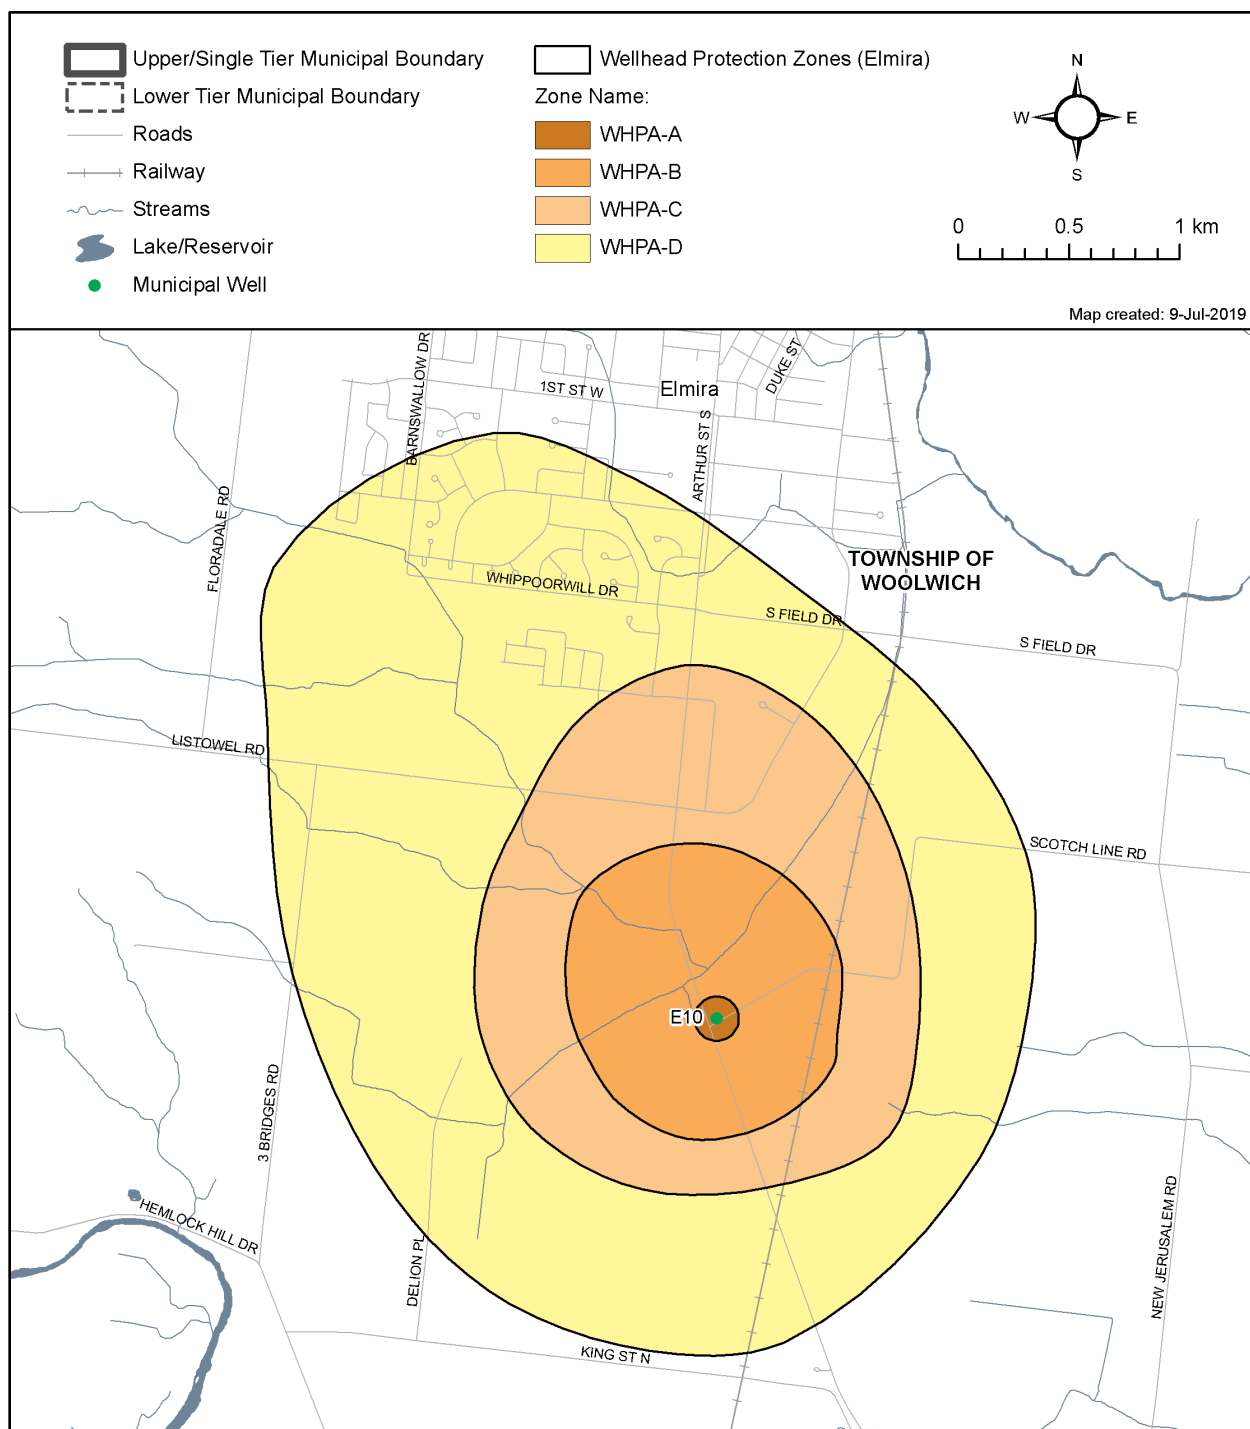 Upper/Single Tier Municipal Boundary
Lower Tier Municipal Boundary
Roads
Railway
Streams
Lake/Reservoir
Municipal Well
Wellhead Protection Zones (Elmira)
Zone Name:
WHPA-A
WHPA-B
WHPA-C
WHPA-D
N
W E
S
0 0.5 1 km
Map created: 9-Jul-2019
BARNSWALLOW DR
1ST ST W
Elmira
DUKE ST
ARTHUR ST S
FLORADALE RD
TOWNSHIP OF
WOOLWICH
WHIPPOORWILL DR
S FIELD DR
S FIELD DR
LISTOWEL RD
SCOTCH LINE RD
E10
3 BRIDGES RD
HEMLOCK HILL DR
DELION PL
NEW JERUSALEM RD
KING ST N